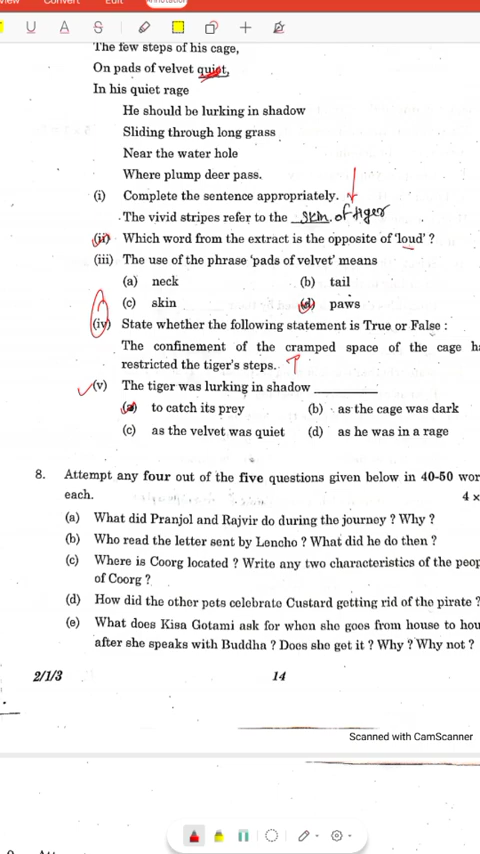 View Convert Edit Annotation
U A S
The few steps of his cage,
On pads of velvet quiet,
In his quiet rage
He should be lurking in shadow
Sliding through long grass
Near the water hole
Where plump deer pass.
(i) Complete the sentence appropriately.
The vivid stripes refer to the skin of tiger
(ii) Which word from the extract is the opposite of 'loud' ?
(iii) The use of the phrase 'pads of velvet' means
(a) neck (b) tail
(c) skin (d) paws
(iv) State whether the following statement is True or False :
The confinement of the cramped space of the cage h
restricted the tiger's steps. T
(v) The tiger was lurking in shadow __________
(a) to catch its prey (b) as the cage was dark
(c) as the velvet was quiet (d) as he was in a rage
8. Attempt any four out of the five questions given below in 40-50 wor
each. 4 ×
(a) What did Pranjol and Rajvir do during the journey ? Why ?
(b) Who read the letter sent by Lencho ? What did he do then ?
(c) Where is Coorg located ? Write any two characteristics of the peop
of Coorg ?
(d) How did the other pets celebrate Custard getting rid of the pirate ?
(e) What does Kisa Gotami ask for when she goes from house to hou
after she speaks with Buddha ? Does she get it ? Why ? Why not ?
2/1/3 14
Scanned with CamScanner